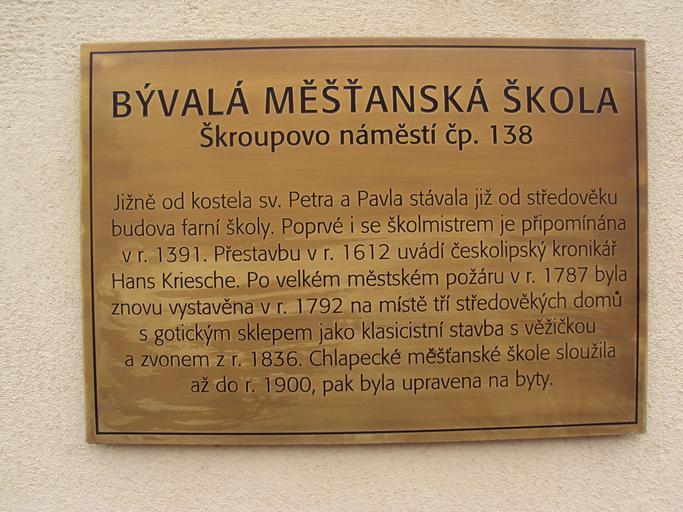 BÝVALÁ MĚŠŤANSKÁ ŠKOLA
Škroupovo náměstí čp. 138
Jižně od kostela sv. Petra a Pavla stávala již od středověku
budova farní školy. Poprvé i se školmistrem je připomínána
v r. 1391. Přestavbu v r. 1612 uvádí českolipský kronikář
Hans Kriesche. Po velkém městském požáru v r. 1787 byla
znovu vystavěna v r. 1792 na místě tří středověkých domů
s gotickým sklepem jako klasicistní stavba s věžičkou
a zvonem z r. 1836. Chlapecké měšťanské škole sloužila
až do r. 1900, pak byla upravena na byty.